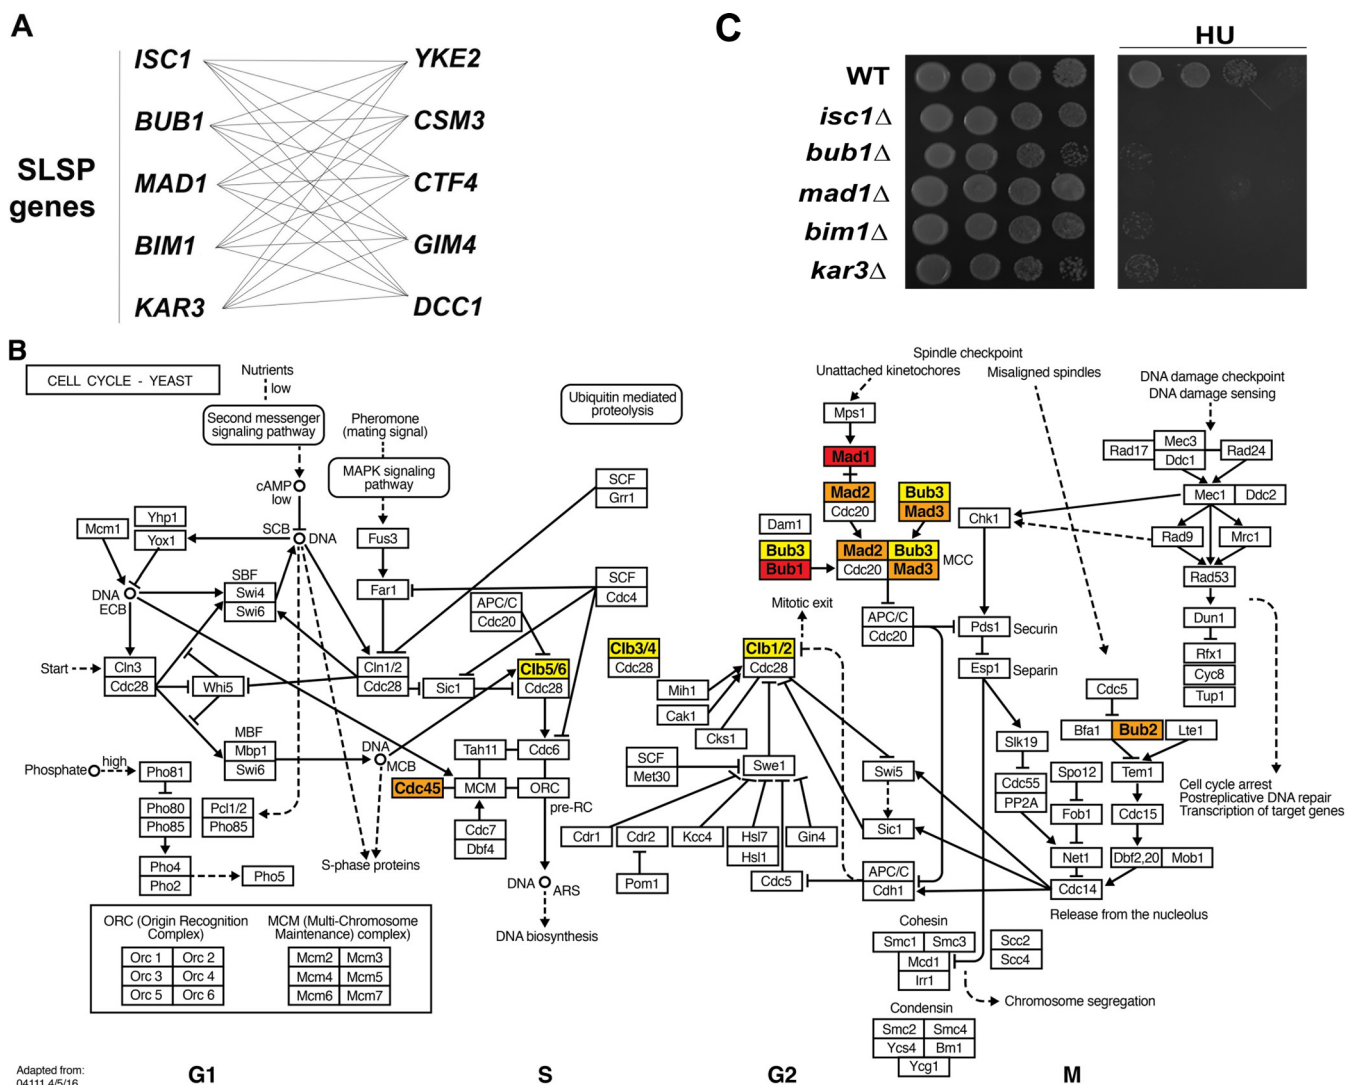 A
SLSP
genes
ISC1
BUB1
MAD1
BIM1
KAR3
YKE2
CSM3
CTF4
GIM4
DCC1
C
HU
WT
isc1Δ
bub1Δ
mad1Δ
bim1Δ
kar3Δ
B
CELL CYCLE - YEAST
Nutrients
low
Second messenger
signaling pathway
cAMP
low
SCB
DNA
Pheromone
(mating signal)
MAPK signaling
pathway
Fus3
Far1
Ubiquitin mediated
proteolysis
SCF
Grr1
SCF
Cdc4
Mcm1
Yhp1
Yox1
DNA
ECB
SBF
Swi4
Swi6
Start
Cln3
Cdc28
Whi5
Cln1/2
Cdc28
Sic1
APC/C
Cdc20
Clb5/6
Cdc28
MBF
Mbp1
Swi6
DNA
MCB
Tah11
Cdc6
Cdc45
MCM
ORC
pre-RC
Cdc7
Dbf4
DNA
ARS
DNA biosynthesis
S-phase proteins
Phosphate
high
Pho81
Pho80
Pho85
Pcl1/2
Pho85
Pho4
Pho2
Pho5
ORC (Origin Recognition
Complex)
Orc 1
Orc 2
Orc 3
Orc 4
Orc 5
Orc 6
MCM (Multi-Chromosome
Maintenance) complex)
Mcm2
Mcm3
Mcm4
Mcm5
Mcm6
Mcm7
Clb3/4
Cdc28
Mitotic exit
Clb1/2
Cdc28
Mih1
Cak1
Cks1
SCF
Met30
Swe1
Cdr1
Cdr2
Kcc4
Hsl7
Hsl1
Gin4
Pom1
Cdc5
Swi5
Sic1
APC/C
Cdh1
Spindle checkpoint
Unattached kinetochores
Misaligned spindles
Mps1
Mad1
Mad2
Cdc20
Bub3
Mad3
Dam1
Bub3
Bub1
Mad2
Bub3
Cdc20
Mad3
MCC
APC/C
Cdc20
DNA damage checkpoint
DNA damage sensing
Rad17
Mec3
Ddc1
Rad24
Mec1
Ddc2
Chk1
Rad9
Mrc1
Rad53
Dun1
Rfx1
Cyc8
Tup1
Pds1
Securin
Esp1
Separin
Cdc5
Bfa1
Bub2
Lte1
Slk19
Cdc55
PP2A
Spo12
Fob1
Tem1
Cdc15
Net1
Dbf2,20
Mob1
Cdc14
Release from the nucleolus
Cell cycle arrest
Postreplicative DNA repair
Transcription of target genes
Cohesin
Smc1
Smc3
Mcd1
Irr1
Scc2
Scc4
Chromosome segregation
Condensin
Smc2
Smc4
Ycs4
Brn1
Ycg1
Adapted from:
04111 4/5/16
G1
S
G2
M